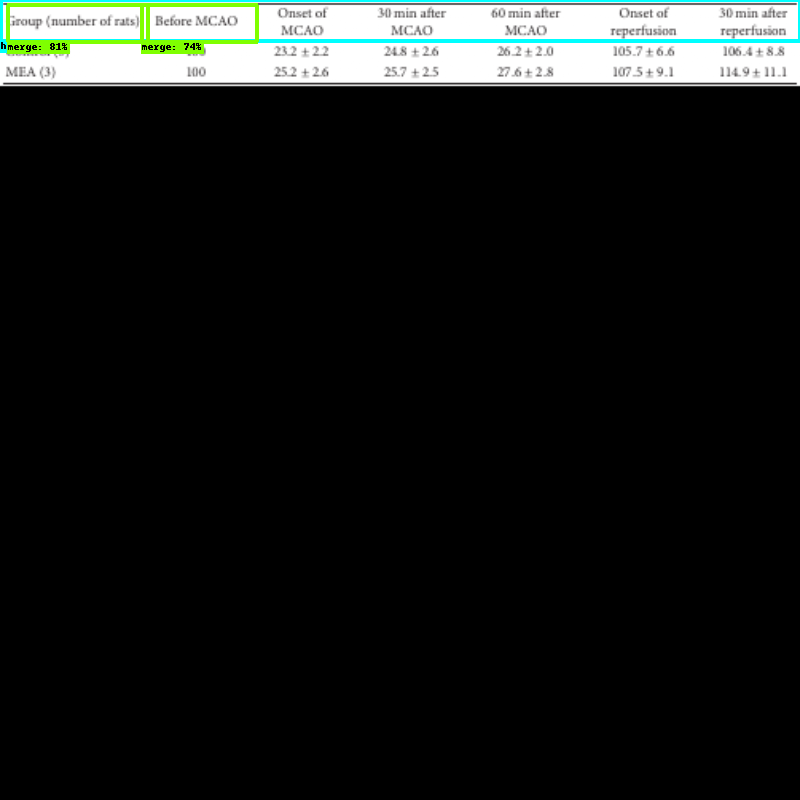 Group (number of rats) Before MCAO Onset of MCAO 30 min after MCAO 60 min after MCAO Onset of reperfusion 30 min after reperfusion
merge: 81% merge: 74%
23.2 ± 2.2 24.8 ± 2.6 26.2 ± 2.0 105.7 ± 6.6 106.4 ± 8.8
MEA (3) 100 25.2 ± 2.6 25.7 ± 2.5 27.6 ± 2.8 107.5 ± 9.1 114.9 ± 11.1